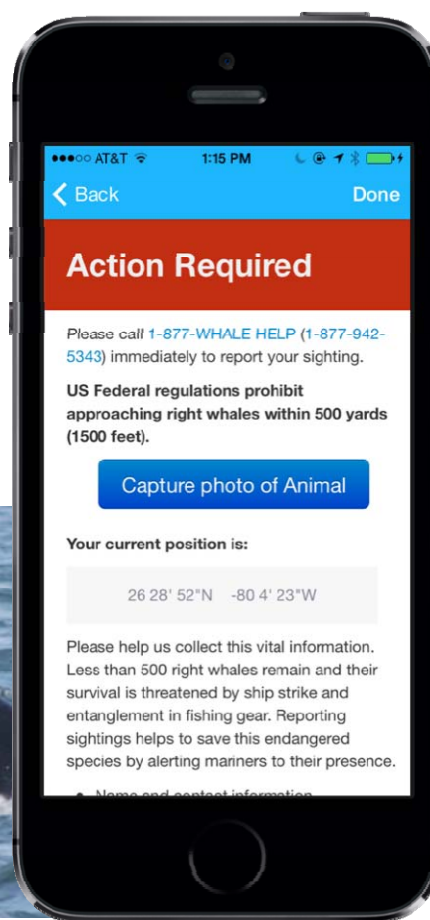 AT&T 1:15 PM
Back Done
Action Required
Please call 1-877-WHALE HELP (1-877-942-
5343) immediately to report your sighting.
US Federal regulations prohibit
approaching right whales within 500 yards
(1500 feet).
Capture photo of Animal
Your current position is:
26 28' 52"N -80 4' 23"W
Please help us collect this vital information.
Less than 500 right whales remain and their
survival is threatened by ship strike and
entanglement in fishing gear. Reporting
sightings helps to save this endangered
species by alerting mariners to their presence.
• Name and contact information